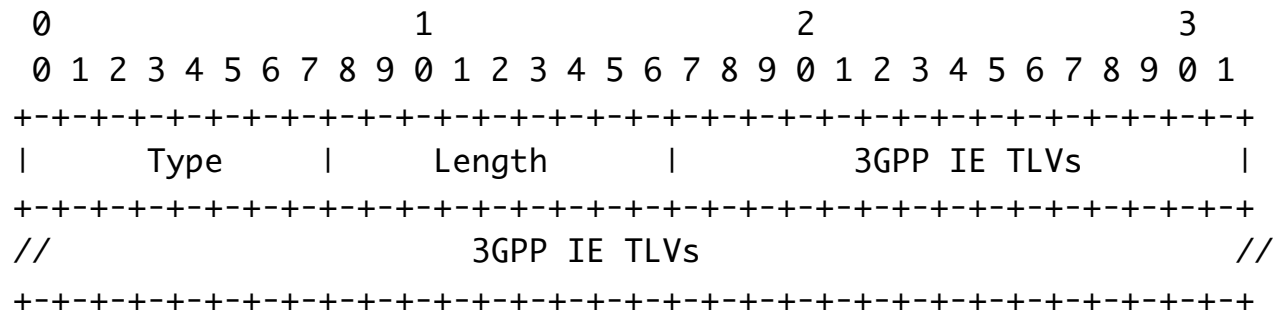 0                   1                   2                   3
 0 1 2 3 4 5 6 7 8 9 0 1 2 3 4 5 6 7 8 9 0 1 2 3 4 5 6 7 8 9 0 1
+-+-+-+-+-+-+-+-+-+-+-+-+-+-+-+-+-+-+-+-+-+-+-+-+-+-+-+-+-+-+-+-+
|      Type     |     Length      |         3GPP IE TLVs        |
+-+-+-+-+-+-+-+-+-+-+-+-+-+-+-+-+-+-+-+-+-+-+-+-+-+-+-+-+-+-+-+-+
//                      3GPP IE TLVs                           //
+-+-+-+-+-+-+-+-+-+-+-+-+-+-+-+-+-+-+-+-+-+-+-+-+-+-+-+-+-+-+-+-+